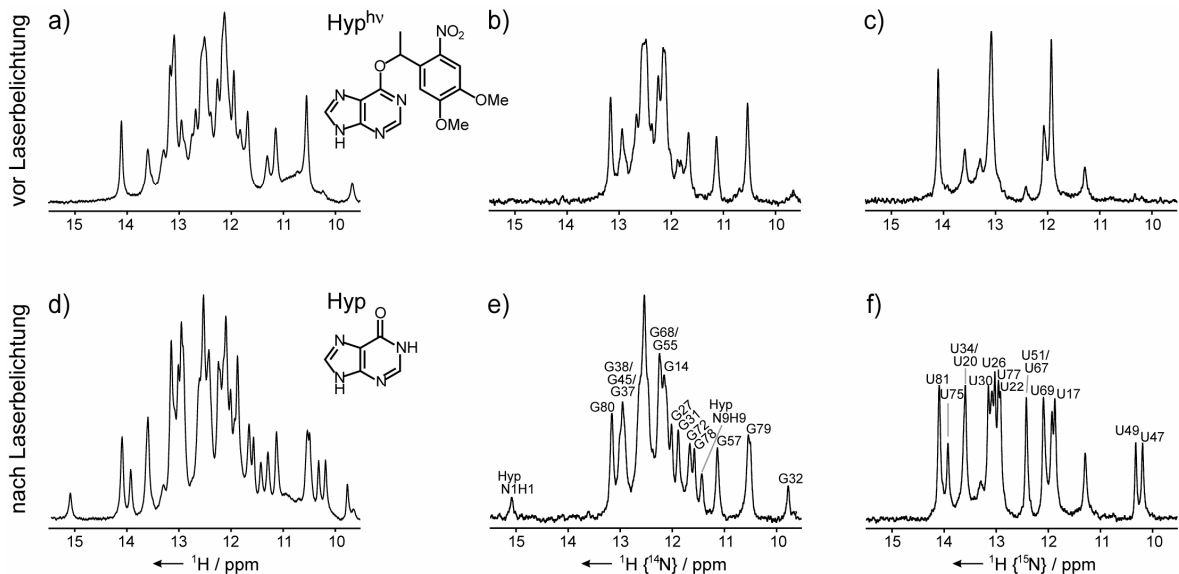 vor Laserbelichtung
a)
Hyp^hν
NO₂
O
N
N
N
H
N
OMe
OMe
15 14 13 12 11 10
b)
15 14 13 12 11 10
c)
15 14 13 12 11 10
nach Laserbelichtung
d)
Hyp
O
N
NH
N
H
N
15 14 13 12 11 10
← ¹H / ppm
e)
Hyp
N1H1
G80
G38/
G45/
G37
G68/
G55
G14
G27
G31
G72
G78
Hyp
N9H9
G57
G79
G32
15 14 13 12 11 10
← ¹H {¹⁴N} / ppm
f)
U81
U75
U34/
U20
U30
U26
U77
U22
U51/
U67
U69
U17
U49
U47
15 14 13 12 11 10
← ¹H {¹⁵N} / ppm